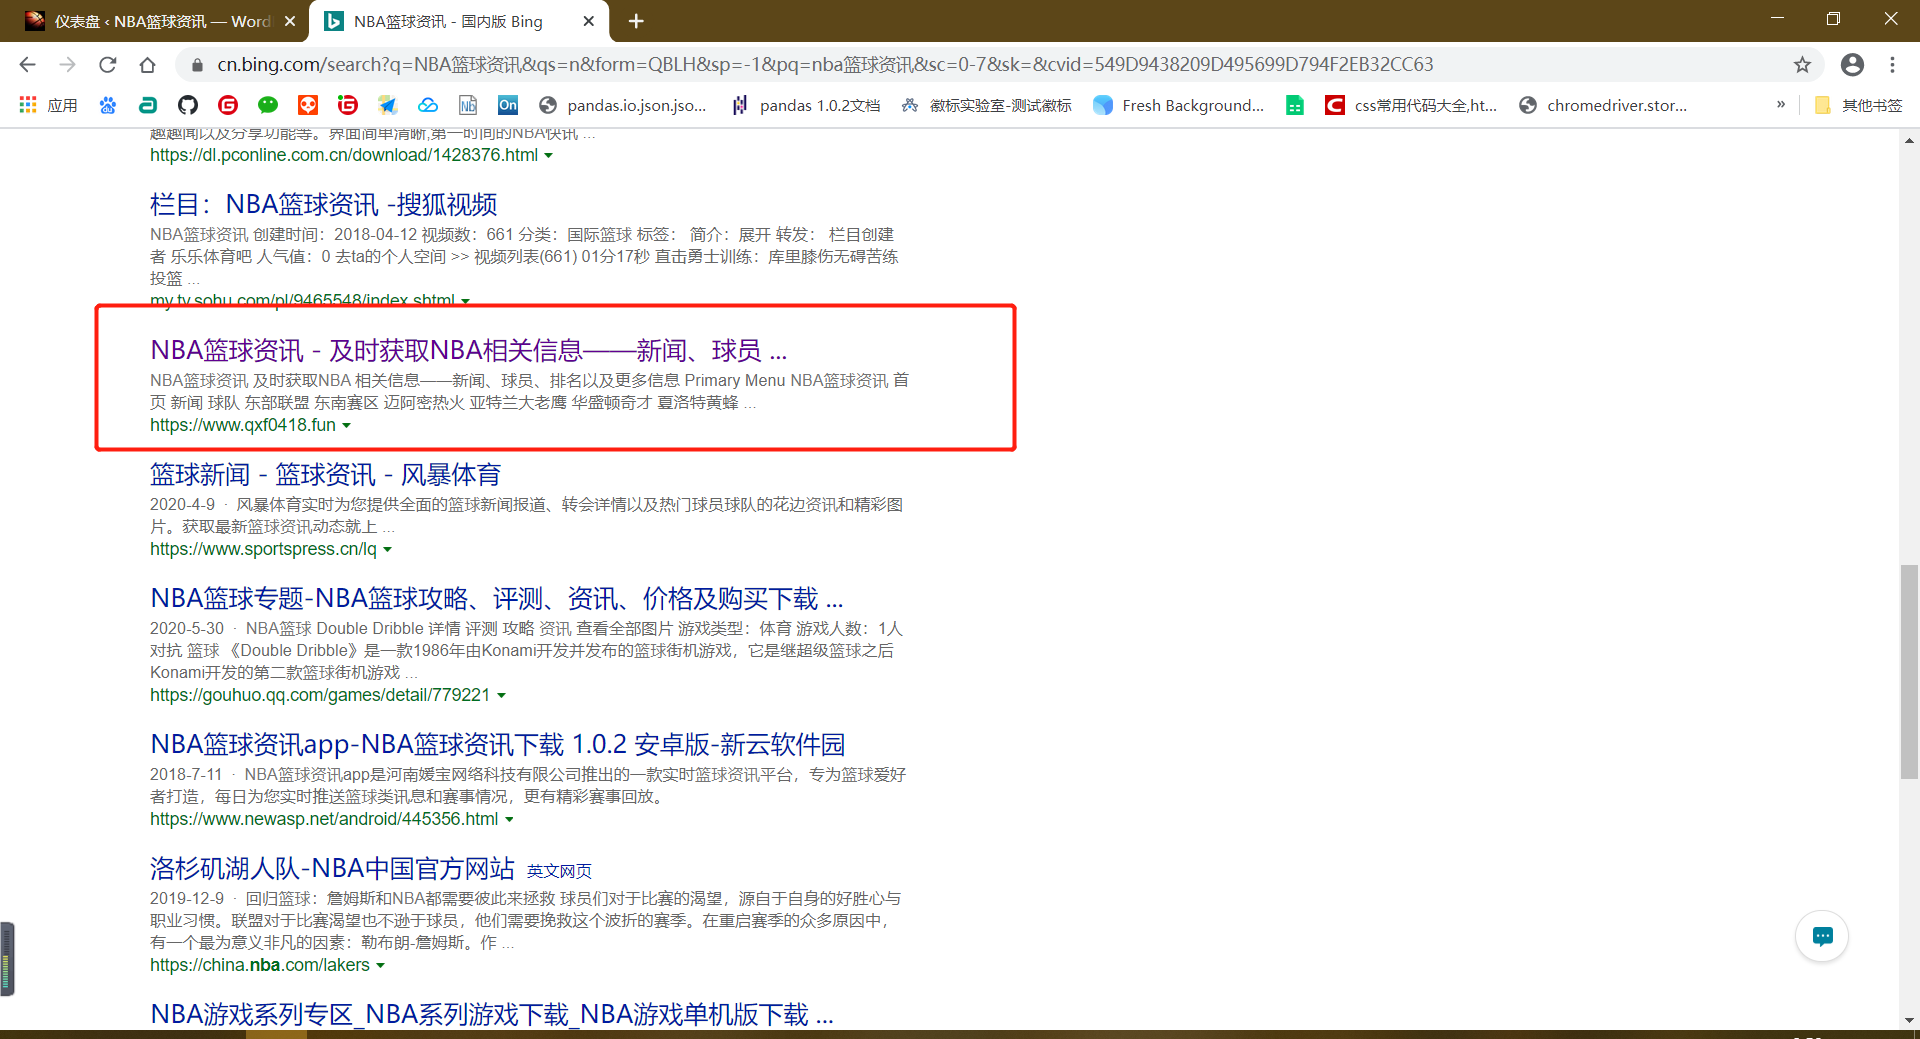 仪表盘 ‹ NBA篮球资讯 — Word
NBA篮球资讯 - 国内版 Bing
cn.bing.com/search?q=NBA篮球资讯&qs=n&form=QBLH&sp=-1&pq=nba篮球资讯&sc=0-7&sk=&cvid=549D9438209D495699D794F2EB32CC63
应用
Nb
On
pandas.io.json.jso...
pandas 1.0.2文档
徽标实验室-测试徽标
Fresh Background...
css常用代码大全,ht...
chromedriver.stor...
»
其他书签
趣趣闻以及分享功能等。界面简单清晰,第一时间的NBA快讯 ...
https://dl.pconline.com.cn/download/1428376.html
栏目：NBA篮球资讯 -搜狐视频
NBA篮球资讯 创建时间：2018-04-12 视频数：661 分类：国际篮球 标签： 简介：展开 转发： 栏目创建
者 乐乐体育吧 人气值：0 去ta的个人空间 >> 视频列表(661) 01分17秒 直击勇士训练：库里膝伤无碍苦练
投篮 ...
my.tv.sohu.com/pl/9465548/index.shtml
NBA篮球资讯 - 及时获取NBA相关信息——新闻、球员 ...
NBA篮球资讯 及时获取NBA 相关信息——新闻、球员、排名以及更多信息 Primary Menu NBA篮球资讯 首
页 新闻 球队 东部联盟 东南赛区 迈阿密热火 亚特兰大老鹰 华盛顿奇才 夏洛特黄蜂 ...
https://www.qxf0418.fun
篮球新闻 - 篮球资讯 - 风暴体育
2020-4-9 · 风暴体育实时为您提供全面的篮球新闻报道、转会详情以及热门球员球队的花边资讯和精彩图
片。获取最新篮球资讯动态就上 ...
https://www.sportspress.cn/lq
NBA篮球专题-NBA篮球攻略、评测、资讯、价格及购买下载 ...
2020-5-30 · NBA篮球 Double Dribble 详情 评测 攻略 资讯 查看全部图片 游戏类型：体育 游戏人数：1人
对抗 篮球 《Double Dribble》是一款1986年由Konami开发并发布的篮球街机游戏，它是继超级篮球之后
Konami开发的第二款篮球街机游戏 ...
https://gouhuo.qq.com/games/detail/779221
NBA篮球资讯app-NBA篮球资讯下载 1.0.2 安卓版-新云软件园
2018-7-11 · NBA篮球资讯app是河南媛宝网络科技有限公司推出的一款实时篮球资讯平台，专为篮球爱好
者打造，每日为您实时推送篮球类讯息和赛事情况，更有精彩赛事回放。
https://www.newasp.net/android/445356.html
洛杉矶湖人队-NBA中国官方网站 英文网页
2019-12-9 · 回归篮球：詹姆斯和NBA都需要彼此来拯救 球员们对于比赛的渴望，源自于自身的好胜心与
职业习惯。联盟对于比赛渴望也不逊于球员，他们需要挽救这个波折的赛季。在重启赛季的众多原因中，
有一个最为意义非凡的因素：勒布朗-詹姆斯。作 ...
https://china.nba.com/lakers
NBA游戏系列专区_NBA系列游戏下载_NBA游戏单机版下载 ...